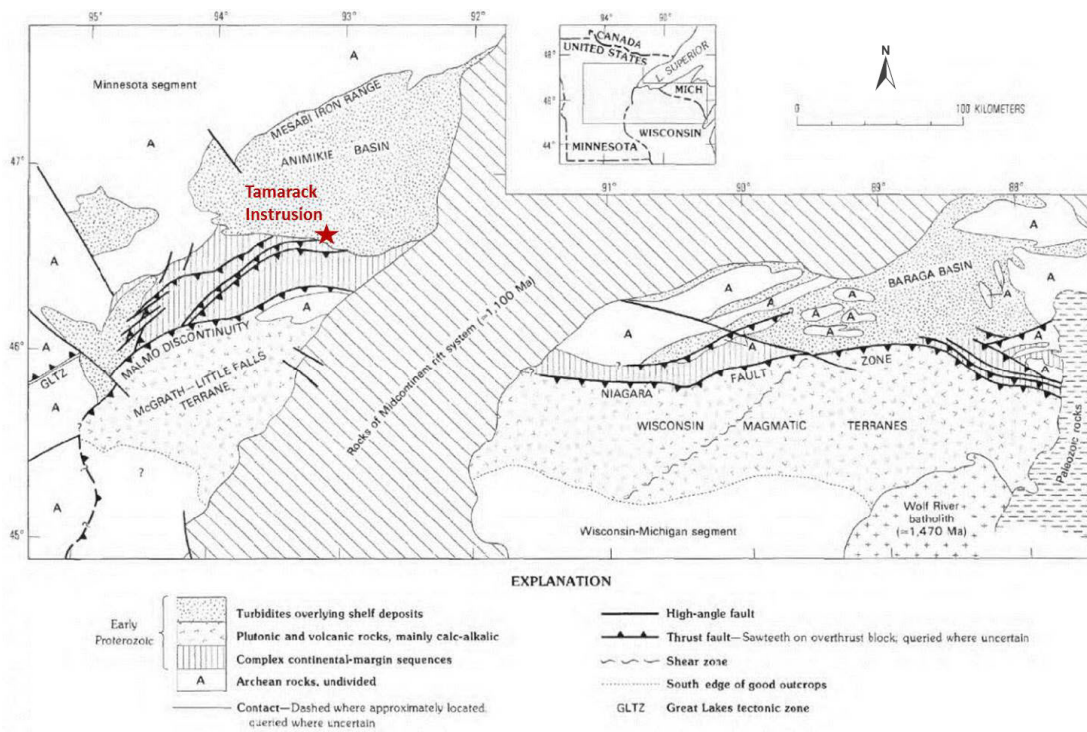 95°
94°
93°
92°
A
Minnesota segment
A
MESABI IRON RANGE
ANIMIKIE BASIN
47°
Tamarack
Instrusion
A
A
A
46°
A
GLTZ
A
A
MALMO DISCONTINUITY
McGRATH—LITTLE FALLS
TERRANE
?
?
A
45°
Rocks of Midcontinent rift system (≈1,100 Ma)
94°
90°
CANADA
UNITED STATES
48°
L. SUPERIOR
MICH
46°
WISCONSIN
MINNESOTA
44°
N
0
100 KILOMETERS
91°
90°
89°
88°
A
BARAGA BASIN
A
A
A
A
A
A
A
A
A
A
A
?
NIAGARA
FAULT
ZONE
WISCONSIN
MAGMATIC
TERRANES
Paleozoic rocks
Wolf River
batholith
(≈1,470 Ma)
Wisconsin-Michigan segment
EXPLANATION
Early
Proterozoic
Turbidites overlying shelf deposits
Plutonic and volcanic rocks, mainly calc-alkalic
Complex continental-margin sequences
A
Archean rocks, undivided
Contact—Dashed where approximately located,
queried where uncertain
High-angle fault
Thrust fault—Sawteeth on overthrust block; queried where uncertain
Shear zone
South edge of good outcrops
GLTZ
Great Lakes tectonic zone